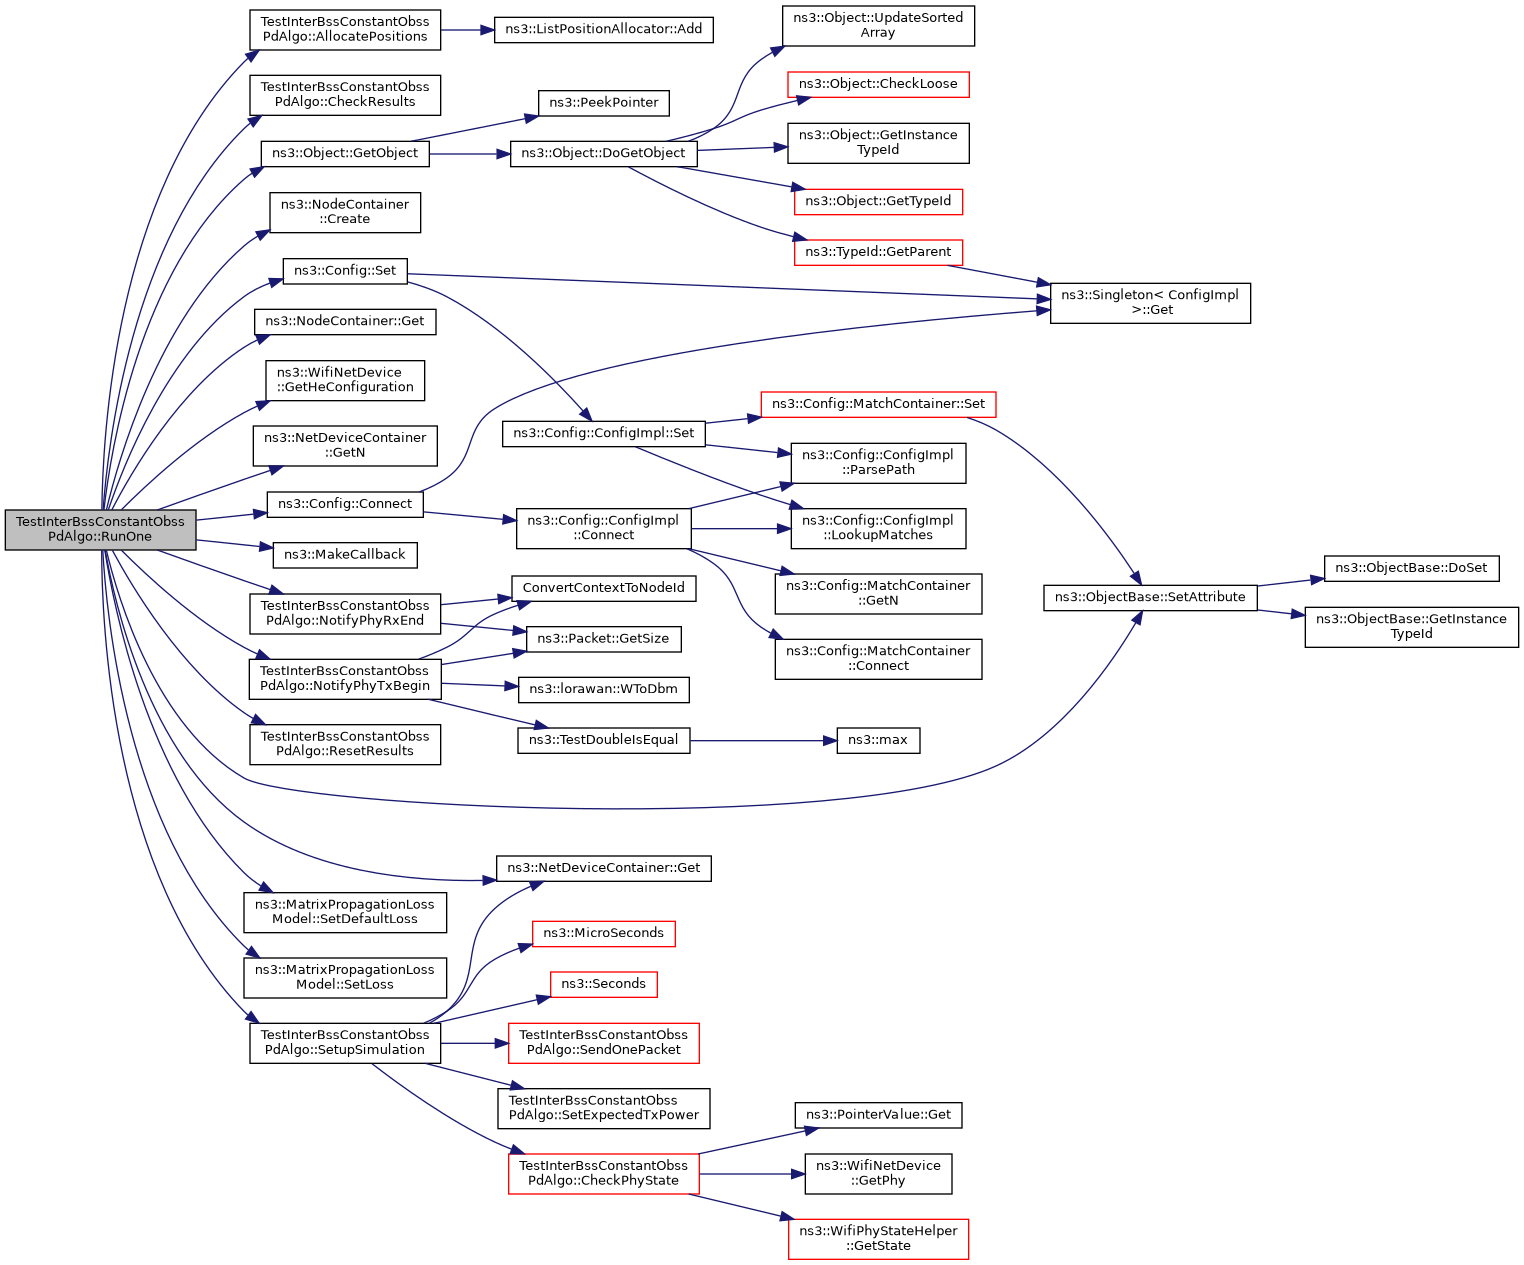 TestInterBssConstantObss
PdAlgo::RunOne
TestInterBssConstantObss
PdAlgo::AllocatePositions
ns3::ListPositionAllocator::Add
TestInterBssConstantObss
PdAlgo::CheckResults
ns3::Object::GetObject
ns3::PeekPointer
ns3::Object::DoGetObject
ns3::Object::UpdateSorted
Array
ns3::Object::CheckLoose
ns3::Object::GetInstance
TypeId
ns3::Object::GetTypeId
ns3::TypeId::GetParent
ns3::Singleton< ConfigImpl
>::Get
ns3::NodeContainer
::Create
ns3::Config::Set
ns3::NodeContainer::Get
ns3::WifiNetDevice
::GetHeConfiguration
ns3::NetDeviceContainer
::GetN
ns3::Config::Connect
ns3::Config::ConfigImpl::Set
ns3::Config::MatchContainer::Set
ns3::Config::ConfigImpl
::ParsePath
ns3::Config::ConfigImpl
::LookupMatches
ns3::Config::ConfigImpl
::Connect
ns3::Config::MatchContainer
::GetN
ns3::Config::MatchContainer
::Connect
ns3::ObjectBase::SetAttribute
ns3::ObjectBase::DoSet
ns3::ObjectBase::GetInstance
TypeId
ns3::MakeCallback
TestInterBssConstantObss
PdAlgo::NotifyPhyRxEnd
ConvertContextToNodeId
ns3::Packet::GetSize
TestInterBssConstantObss
PdAlgo::NotifyPhyTxBegin
ns3::lorawan::WToDbm
ns3::TestDoubleIsEqual
ns3::max
TestInterBssConstantObss
PdAlgo::ResetResults
ns3::NetDeviceContainer::Get
ns3::MatrixPropagationLoss
Model::SetDefaultLoss
ns3::MatrixPropagationLoss
Model::SetLoss
TestInterBssConstantObss
PdAlgo::SetupSimulation
ns3::MicroSeconds
ns3::Seconds
TestInterBssConstantObss
PdAlgo::SendOnePacket
TestInterBssConstantObss
PdAlgo::SetExpectedTxPower
TestInterBssConstantObss
PdAlgo::CheckPhyState
ns3::PointerValue::Get
ns3::WifiNetDevice
::GetPhy
ns3::WifiPhyStateHelper
::GetState